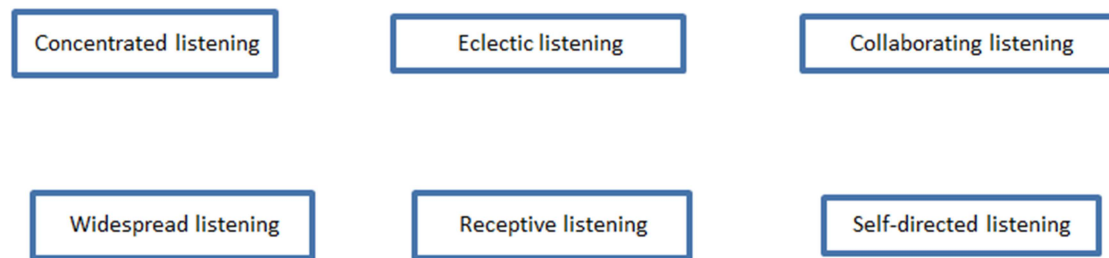 Concentrated listening
Eclectic listening
Collaborating listening
Widespread listening
Receptive listening
Self-directed listening